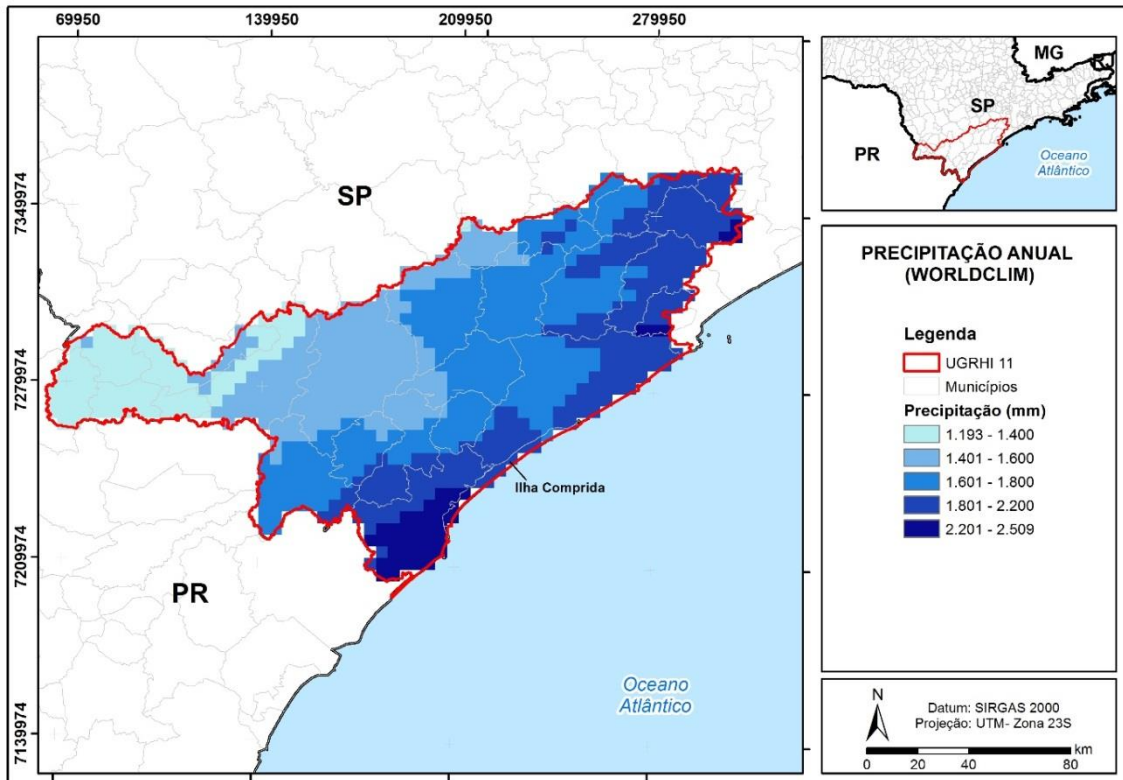 69950 139950 209950 279950
7349974
7279974
7209974
7139974
SP
PR
Ilha Comprida
Oceano
Atlântico
MG
SP
PR
Oceano
Atlântico
PRECIPITAÇÃO ANUAL
(WORLDCLIM)
Legenda
UGRHI 11
Municípios
Precipitação (mm)
1.193 - 1.400
1.401 - 1.600
1.601 - 1.800
1.801 - 2.200
2.201 - 2.509
N
Datum: SIRGAS 2000
Projeção: UTM- Zona 23S
km
0 20 40 80